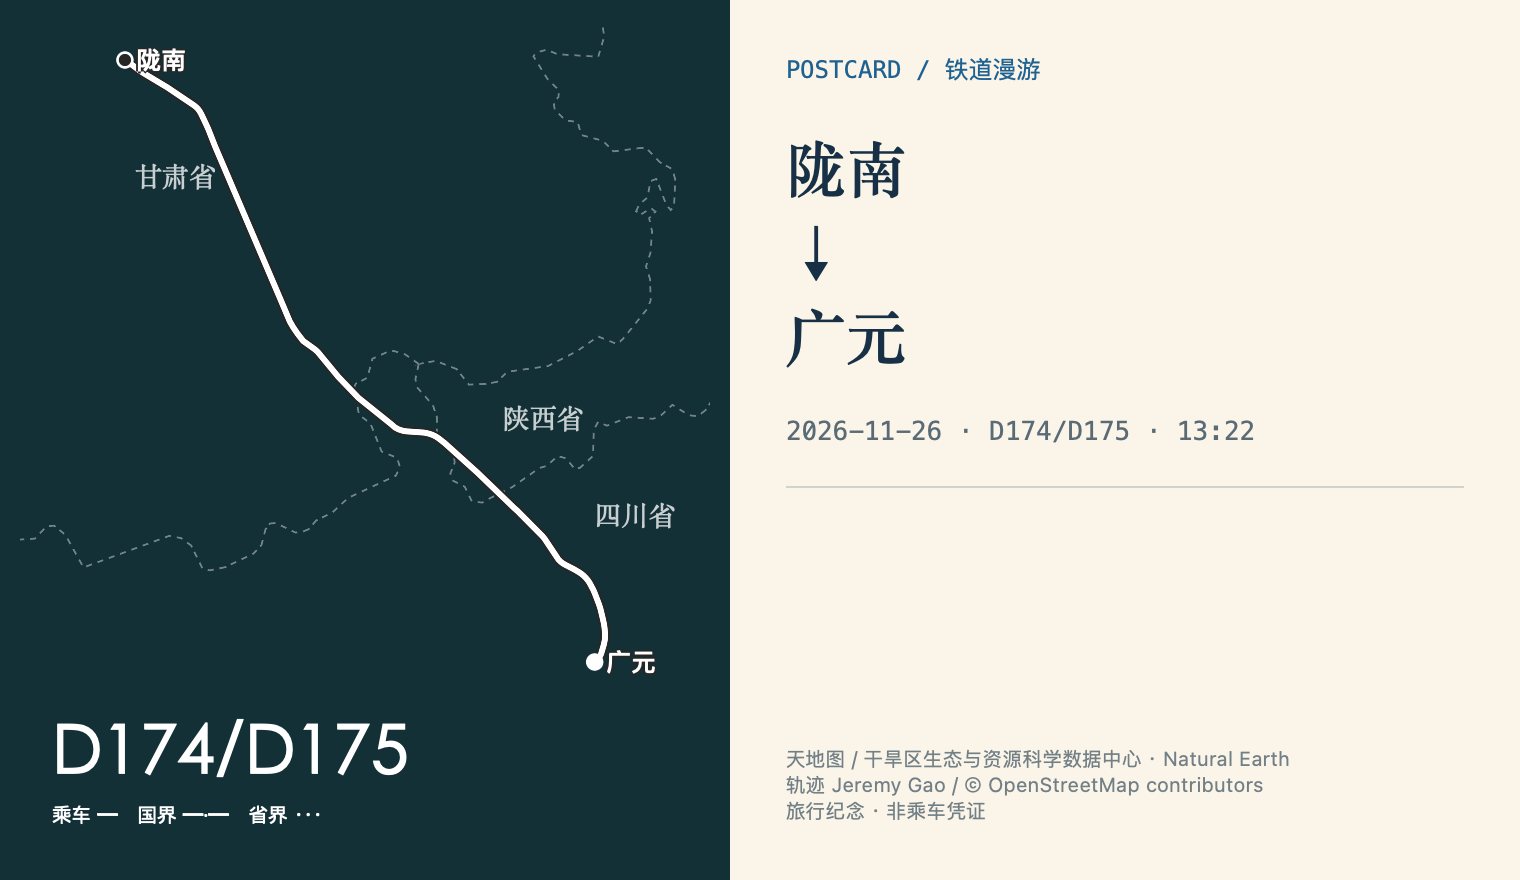 陇南
甘肃省
陕西省
四川省
广元
D174/D175
乘车 国界 省界
POSTCARD / 铁道漫游
陇南
广元
2026-11-26 · D174/D175 · 13:22
天地图 / 干旱区生态与资源科学数据中心 · Natural Earth
轨迹 Jeremy Gao / © OpenStreetMap contributors
旅行纪念 · 非乘车凭证